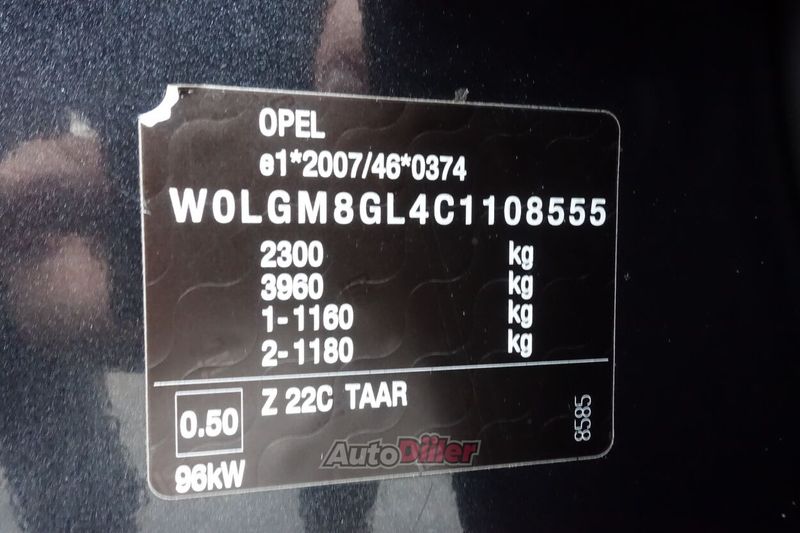 OPEL
e1*2007/46*0374
W0LGM8GL4C1108555
2300 kg
3960 kg
1-1160 kg
2-1180 kg
0.50
Z 22C TAAR
8585
96kW
AutoDiller